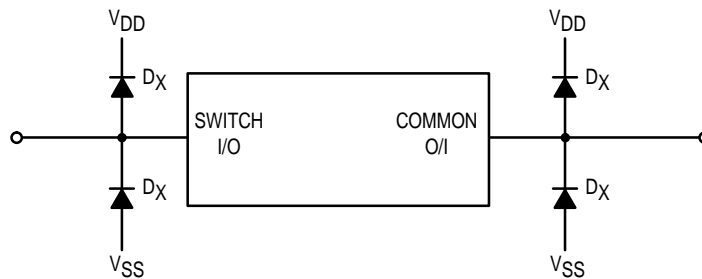 VDD VDD
DX DX
SWITCH COMMON
I/O O/I
DX DX
VSS VSS